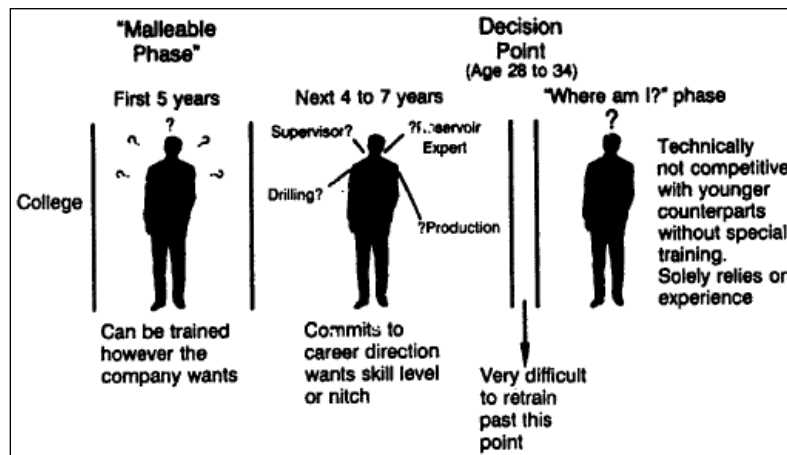 "Malleable
Phase"
First 5 years
?
? ?
? ?
College
Can be trained
however the
company wants
Next 4 to 7 years
Supervisor?
Expert
Drilling?
?Production
Commits to
career direction
wants skill level
or nitch
Decision
Point
(Age 28 to 34)
Very difficult
to retrain
past this
point
"Where am I?" phase
?
Technically
not competitive
with younger
counterparts
without special
training.
Solely relies on
experience